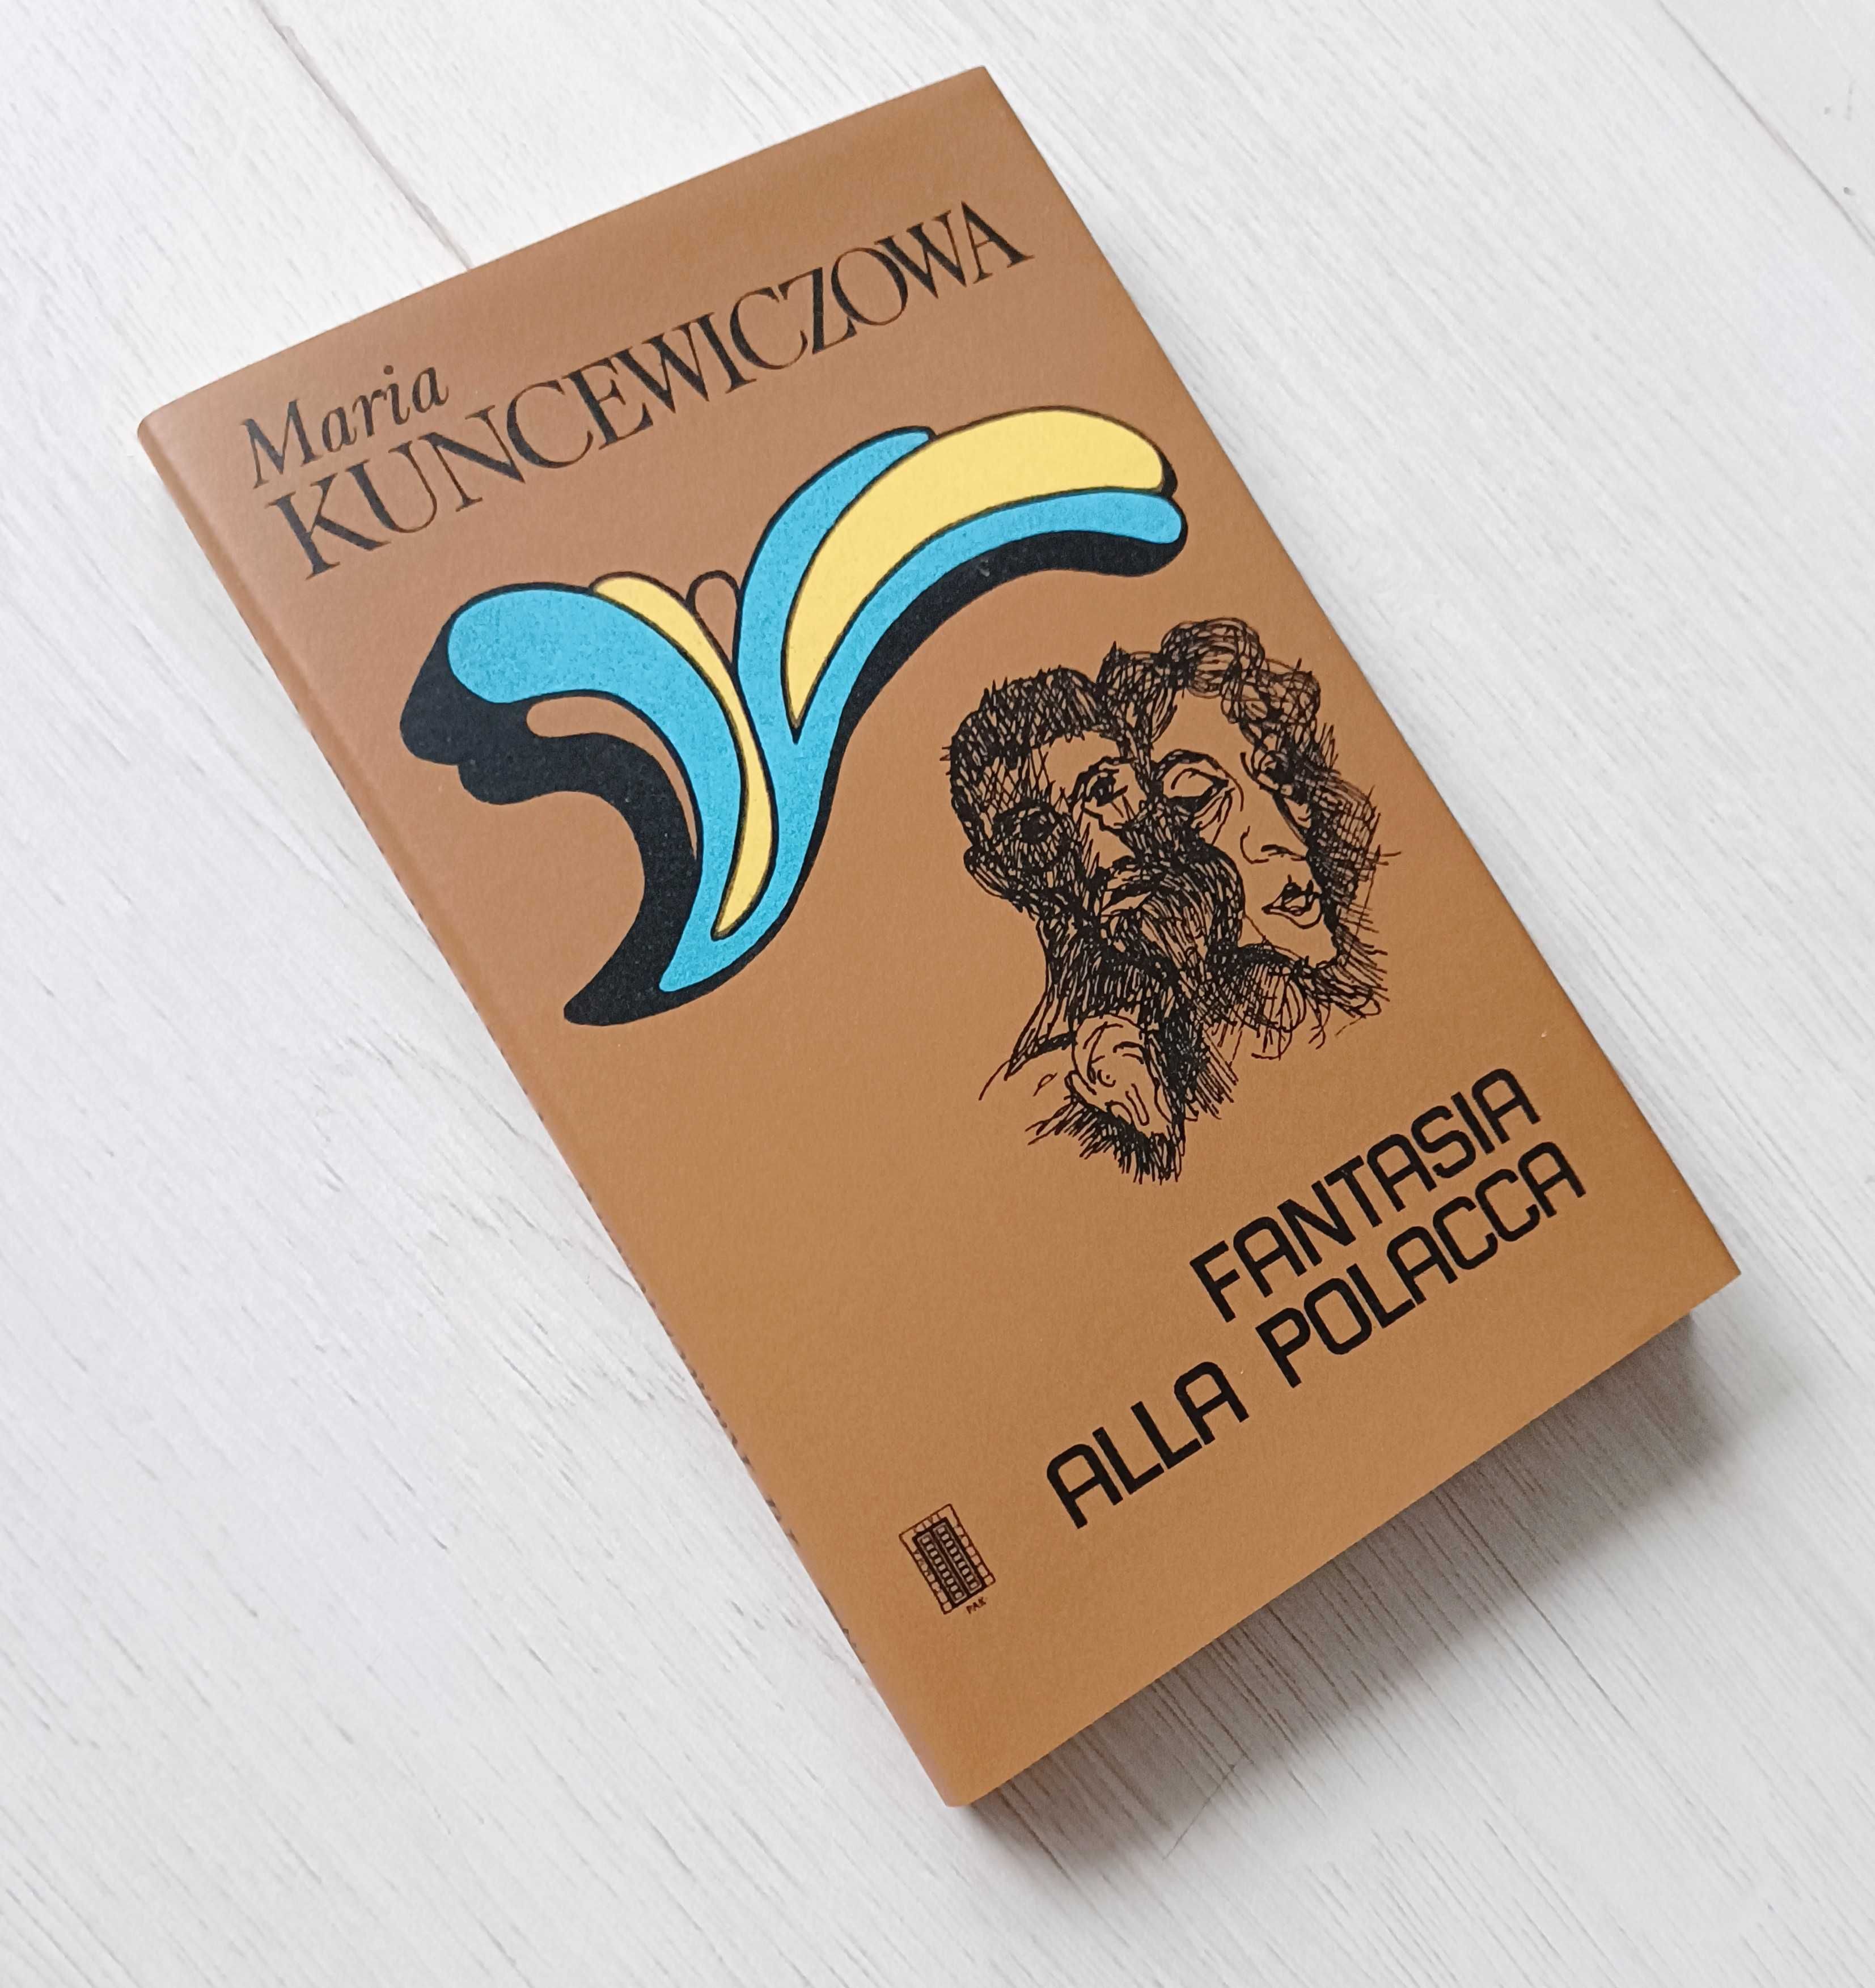 Maria
KUNCEWICZOWA
FANTASIA
ALLA POLACCA
PAX